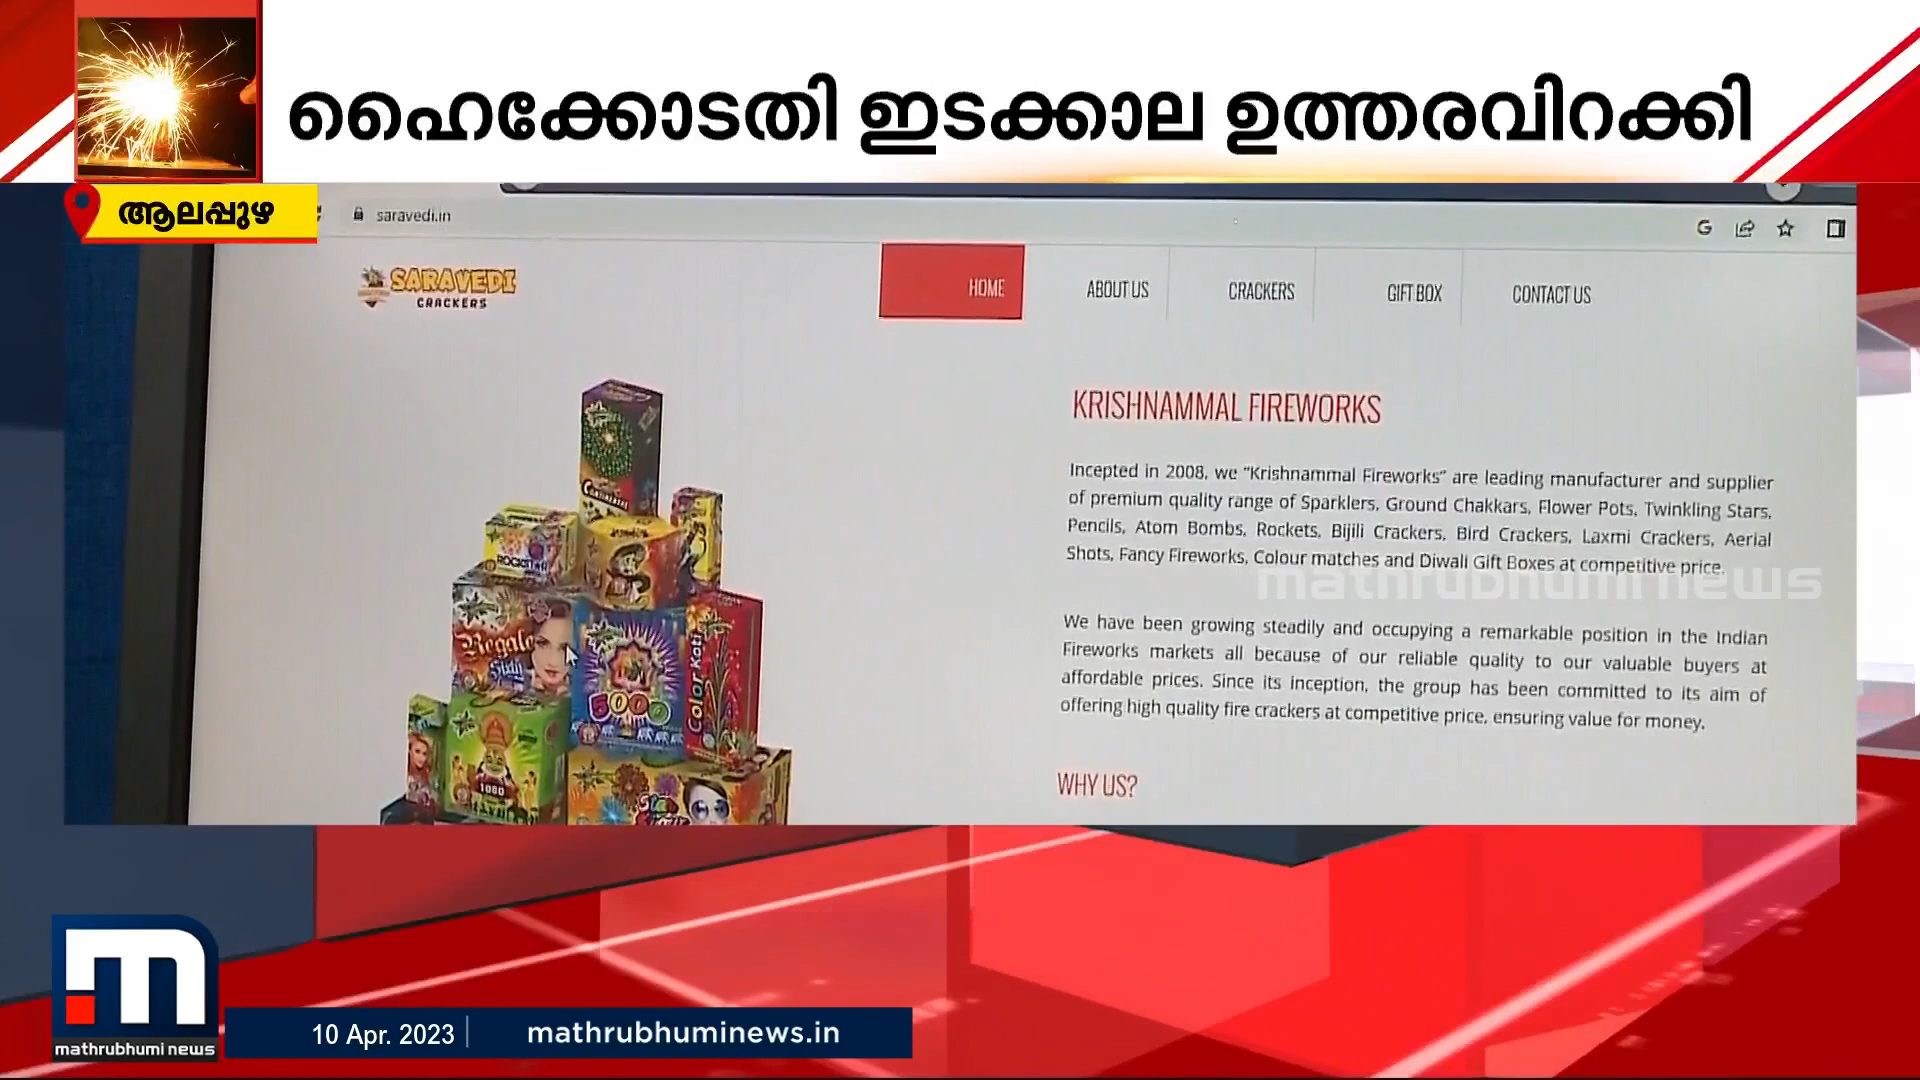 ഹൈക്കോടതി ഇടക്കാല ഉത്തരവിറക്കി
ആലപ്പുഴ
saravedi.in
SARAVEDI
CRACKERS
HOME
ABOUT US
CRACKERS
GIFT BOX
CONTACT US
KRISHNAMMAL FIREWORKS
Incepted in 2008, we “Krishnammal Fireworks” are leading manufacturer and supplier
of premium quality range of Sparklers, Ground Chakkars, Flower Pots, Twinkling Stars,
Pencils, Atom Bombs, Rockets, Bijili Crackers, Bird Crackers, Laxmi Crackers, Aerial
Shots, Fancy Fireworks, Colour matches and Diwali Gift Boxes at competitive price.
mathrubhumi news
We have been growing steadily and occupying a remarkable position in the Indian
Fireworks markets all because of our reliable quality to our valuable buyers at
affordable prices. Since its inception, the group has been committed to its aim of
offering high quality fire crackers at competitive price, ensuring value for money.
WHY US?
Regale
Sixty
5000
Color Koti
1000
Star
mathrubhumi news
10 Apr. 2023
mathrubhuminews.in